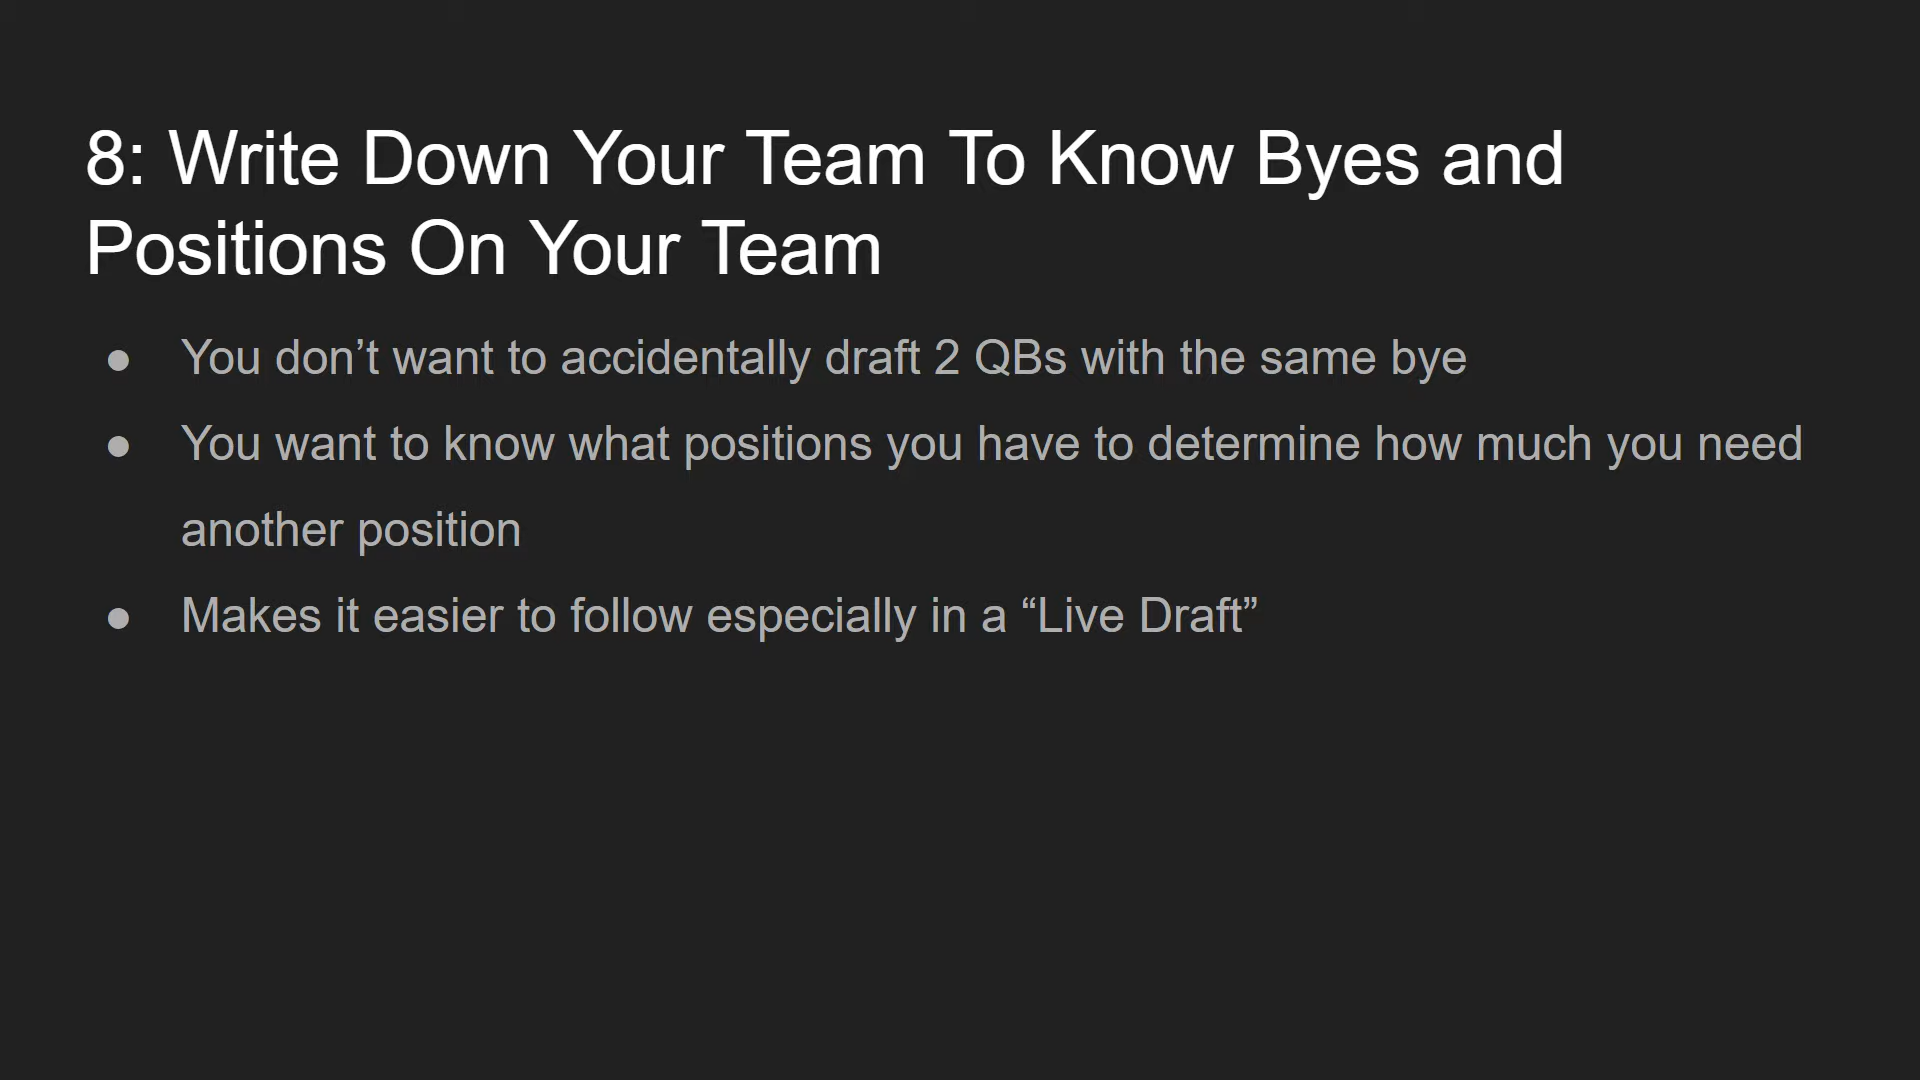 8: Write Down Your Team To Know Byes and
Positions On Your Team
● You don’t want to accidentally draft 2 QBs with the same bye
● You want to know what positions you have to determine how much you need
another position
● Makes it easier to follow especially in a “Live Draft”